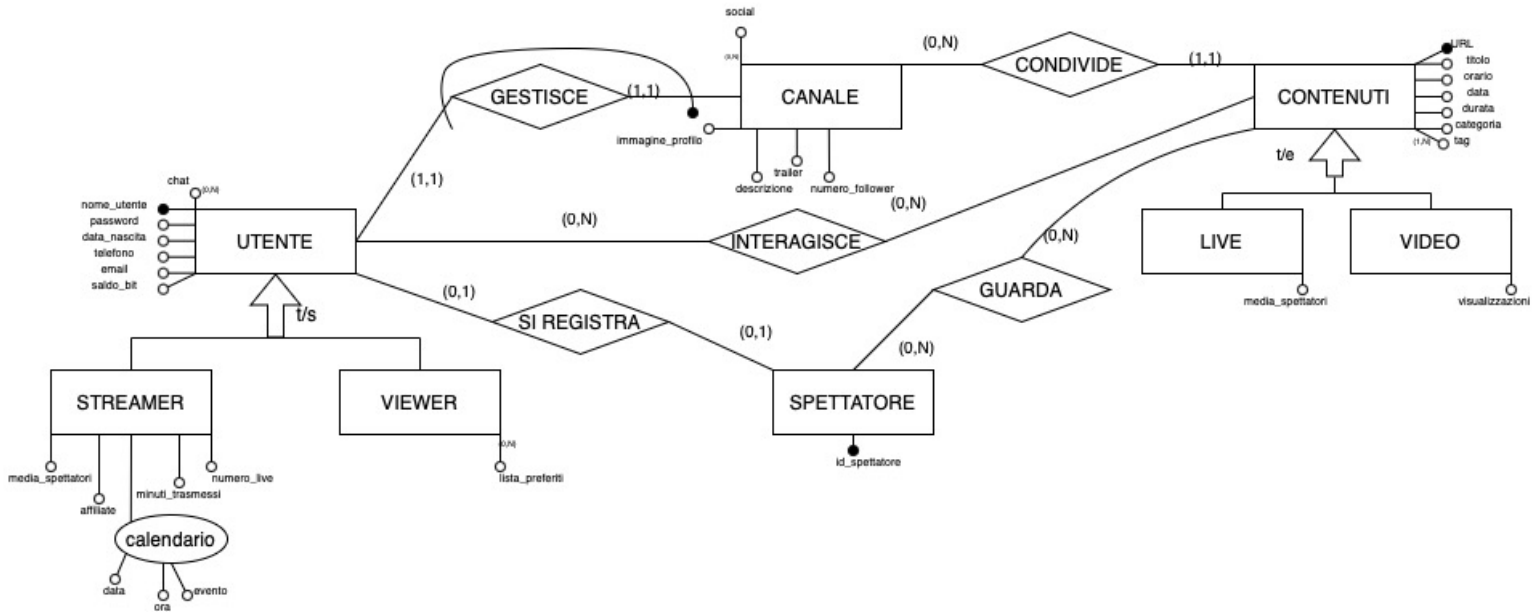 social
(0,N)
(0,N)
CONDIVIDE
(1,1)
URL
titolo
orario
data
durata
categoria
(1,N)
tag
GESTISCE
(1,1)
CANALE
CONTENUTI
immagine_profilo
descrizione
trailer
numero_follower
t/e
(1,1)
chat
(0,N)
nome_utente
password
data_nascita
telefono
email
saldo_bit
UTENTE
(0,N)
INTERAGISCE
(0,N)
(0,N)
LIVE
VIDEO
media_spettatori
visualizzazioni
GUARDA
(0,N)
t/s
(0,1)
SI REGISTRA
(0,1)
STREAMER
VIEWER
SPETTATORE
media_spettatori
affiliate
minuti_trasmessi
numero_live
(0,N)
lista_preferiti
id_spettatore
calendario
data
ora
evento